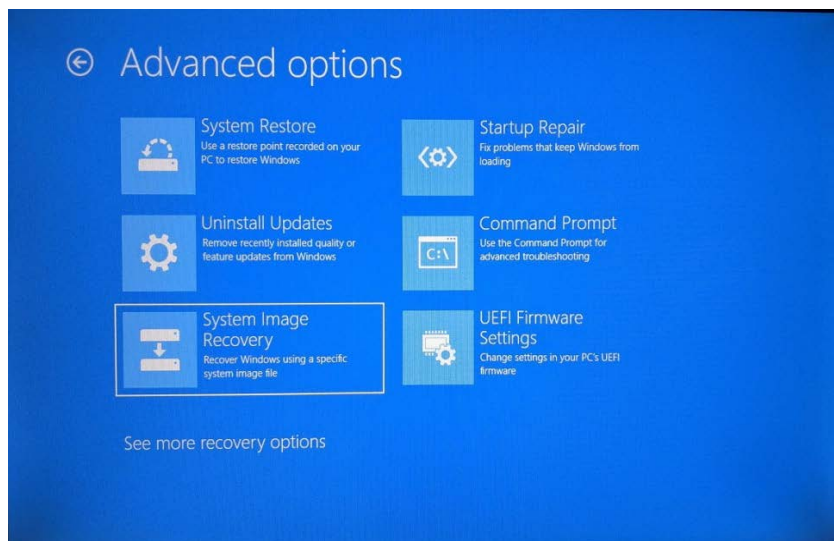 Advanced options
System Restore
Use a restore point recorded on your
PC to restore Windows
Startup Repair
Fix problems that keep Windows from
loading
Uninstall Updates
Remove recently installed quality or
feature updates from Windows
Command Prompt
Use the Command Prompt for
advanced troubleshooting
C:\
System Image
Recovery
Recover Windows using a specific
system image file
UEFI Firmware
Settings
Change settings in your PC's UEFI
firmware
See more recovery options